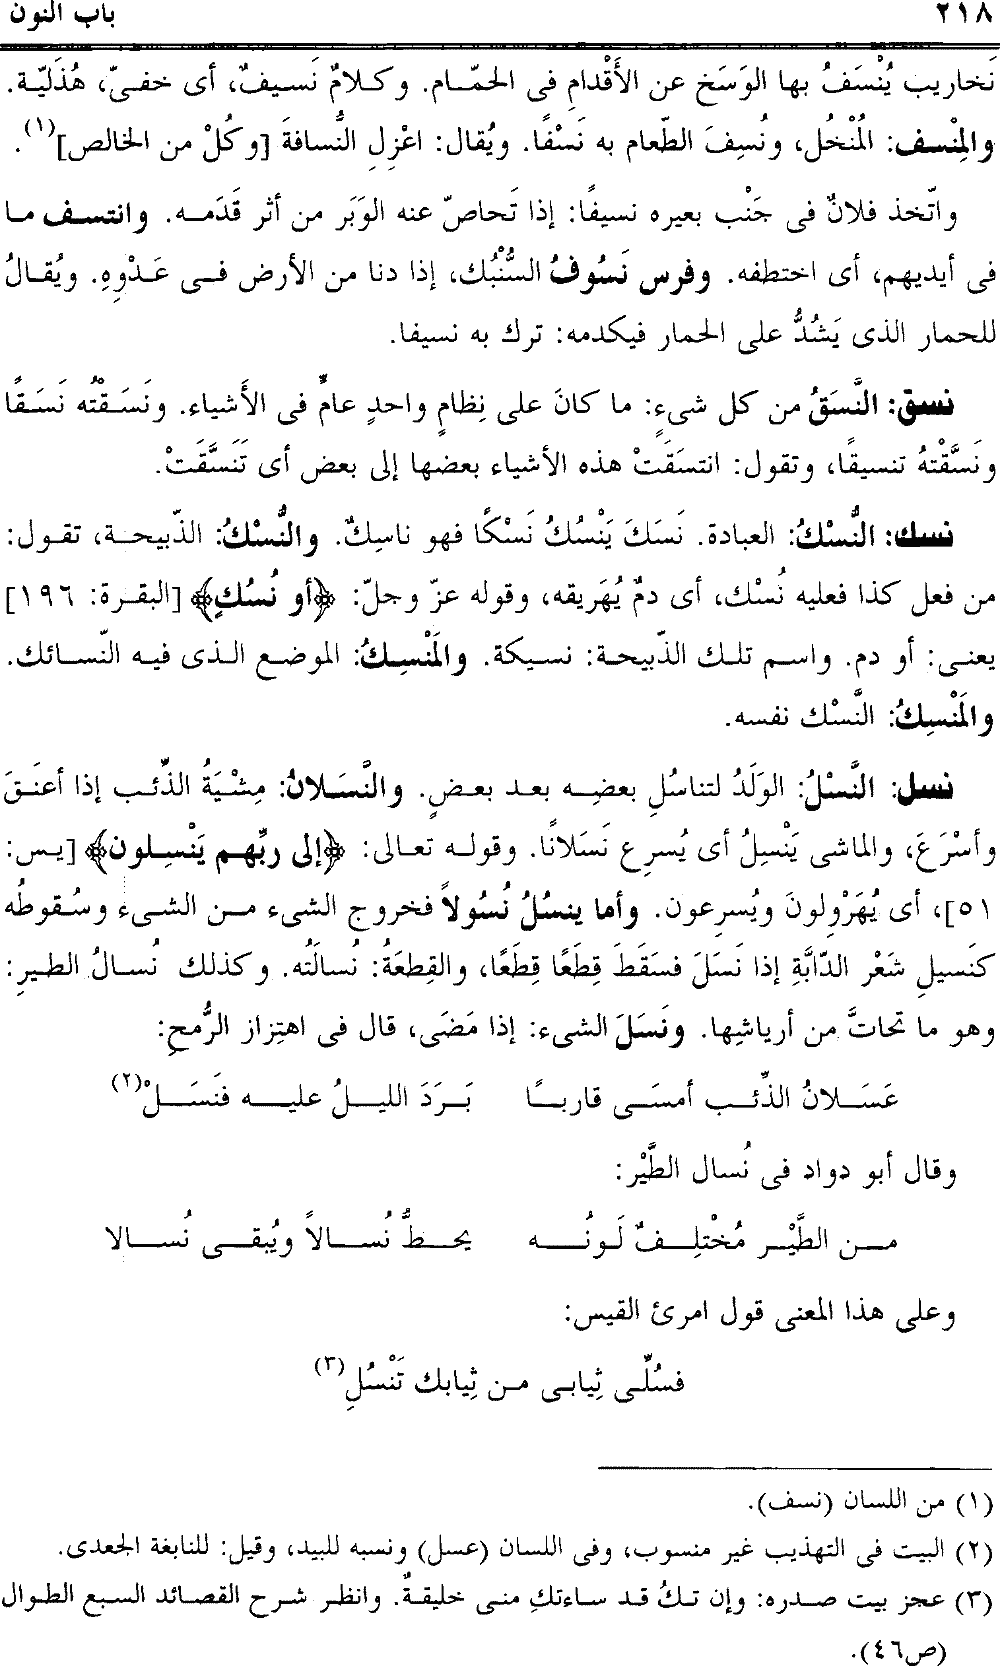 ٢١٨
باب النون
نَخاريب يُنْسَفُ بها الوَسَخ عن الأَقْدامِ فى الحمّام. وكلامٌ نَسيفٌ، أى خفىّ، هُذَليّة.
والمِنْسف: المُنْخُل، ونُسِفَ الطّعام به نَسْفًا. ويُقال: اعْزِلِ النُّسافةَ [وكُلْ من الخالص](١).
واتّخذ فلانٌ فى جَنْب بعيره نسيفًا: إذا تَحاصّ عنه الوَبَر من أثر قَدَمه. وانتسف ما
فى أيديهم، أى اختطفه. وفرس نَسُوفُ السُّنْبُك، إذا دنا من الأرض فى عَدْوِهِ. ويُقالُ
للحمار الذى يَشُدُّ على الحمار فيكدمه: ترك به نسيفا.
نسق: النَّسَقُ من كل شىءٍ: ما كانَ على نِظامٍ واحدٍ عامٌ فى الأَشياء. ونَسَقْتُه نَسَقًا
ونَسَّقْتهُ تنسيقًا، وتقول: انتسَقَتْ هذه الأشياء بعضها إلى بعض أى تَنَسَّقَتْ.
نسك: النُّسْكُ: العبادة. نَسَكَ يَنْسُكُ نَسْكًا فهو ناسِكٌ. والنُّسْكُ: الذّبيحة، تقول:
من فعل كذا فعليه نُسْك، أى دمٌ يُهَريقه، وقوله عزّ وجلّ: ﴿أو نُسُكٍ﴾ [البقرة: ١٩٦]
يعنى: أو دم. واسم تلك الذّبيحة: نسيكة. والمَنْسِكُ: الموضع الذى فيه النّسائك.
والمَنْسِكُ: النَّسْك نفسه.
نسل: النَّسْلُ: الوَلَدُ لتناسُلِ بعضِه بعد بعضٍ. والنَّسَلانُ: مِشْيَةُ الذّئب إذا أعنَقَ
وأسْرَعَ، والماشى يَنْسِلُ أى يُسرِع نَسَلانًا. وقوله تعالى: ﴿إلى ربِّهم يَنْسِلون﴾ [يس:
٥١]، أى يُهَرْوِلونَ ويُسرِعون. وأما ينسُلُ نُسُولاً فخروج الشىء من الشىء وسُقوطُه
كنَسيلِ شَعْر الدّابَّةِ إذا نَسَلَ فسَقَطَ قِطَعًا قِطَعًا، والقِطعَةُ: نُسالَتُه. وكذلك نُسالُ الطيرِ:
وهو ما تحاتَّ من أرياشِها. ونَسَلَ الشىء: إذا مَضَى، قال فى اهتِزاز الرُّمحِ:
عَسَلانُ الذِّئب أمسَى قاربًا بَرَدَ الليلُ عليه فنَسَلْ(٢)
وقال أبو دواد فى نُسال الطَّيْر:
من الطَّيْر مُخْتلِفٌ لَونُه يحطُّ نُسالاً ويُبقى نُسالا
وعلى هذا المعنى قول امرئ القيس:
فسُلّى ثِيابى من ثِيابك تَنْسُلِ(٣)
(١) من اللسان (نسف).
(٢) البيت فى التهذيب غير منسوب، وفى اللسان (عسل) ونسبه للبيد، وقيل: للنابغة الجعدى.
(٣) عجز بيت صدره: وإن تكُ قد ساءتكِ منى خليقةٌ. وانظر شرح القصائد السبع الطوال
(ص٤٦).